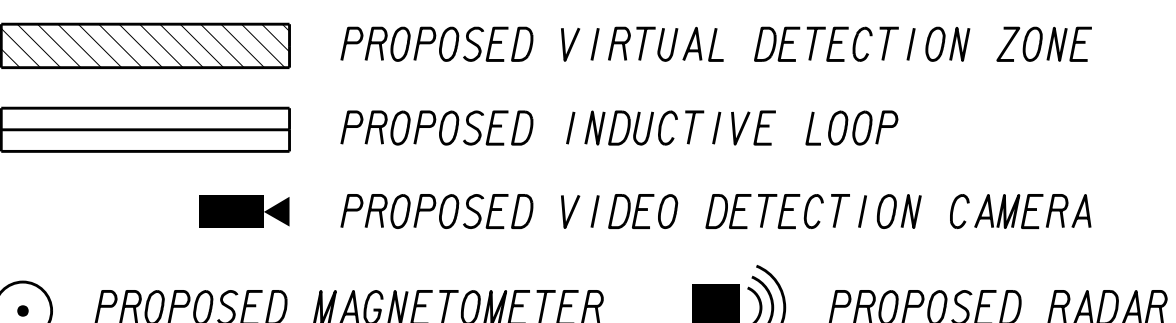 PROPOSED VIRTUAL DETECTION ZONE
PROPOSED INDUCTIVE LOOP
PROPOSED VIDEO DETECTION CAMERA
PROPOSED MAGNETOMETER PROPOSED RADAR